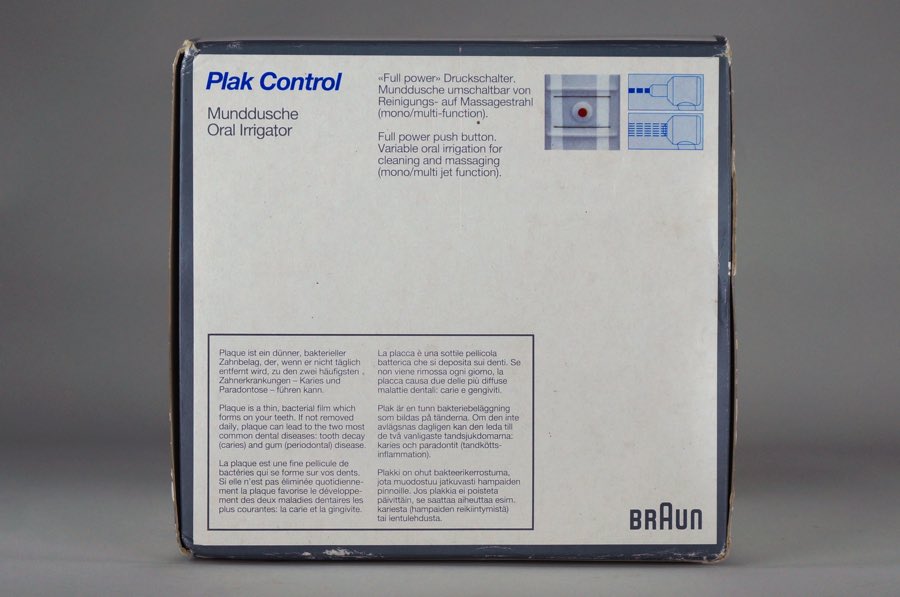 Plak Control
Munddusche
Oral Irrigator
«Full power» Druckschalter.
Munddusche umschaltbar von
Reinigungs- auf Massagestrahl
(mono/multi-function).
Full power push button.
Variable oral irrigation for
cleaning and massaging
(mono/multi jet function).
Plaque ist ein dünner, bakterieller
Zahnbelag, der, wenn er nicht täglich
entfernt wird, zu den zwei häufigsten
Zahnerkrankungen – Karies und
Paradontose – führen kann.
Plaque is a thin, bacterial film which
forms on your teeth. If not removed
daily, plaque can lead to the two most
common dental diseases: tooth decay
(caries) and gum (periodontal) disease.
La plaque est une fine pellicule de
bactéries qui se forme sur vos dents.
Si elle n'est pas éliminée quotidienne-
ment la plaque favorise le développe-
ment des deux maladies dentaires les
plus courantes: la carie et la gingivite.
La placca è una sottile pellicola
batterica che si deposita sui denti. Se
non viene rimossa ogni giorno, la
placca causa due delle più diffuse
malattie dentali: carie e gengiviti.
Plak är en tunn bakteriebeläggning
som bildas på tänderna. Om den inte
avlägsnas dagligen kan den leda till
de två vanligaste tandsjukdomarna:
karies och paradontit (tandkötts-
inflammation).
Plakki on ohut bakteerikerrostuma,
jota muodostuu jatkuvasti hampaiden
pinnoille. Jos plakkia ei poisteta
päivittäin, se saattaa aiheuttaa esim.
kariesta (hampaiden reikiintymistä)
tai ientulehdusta.
BRAUN